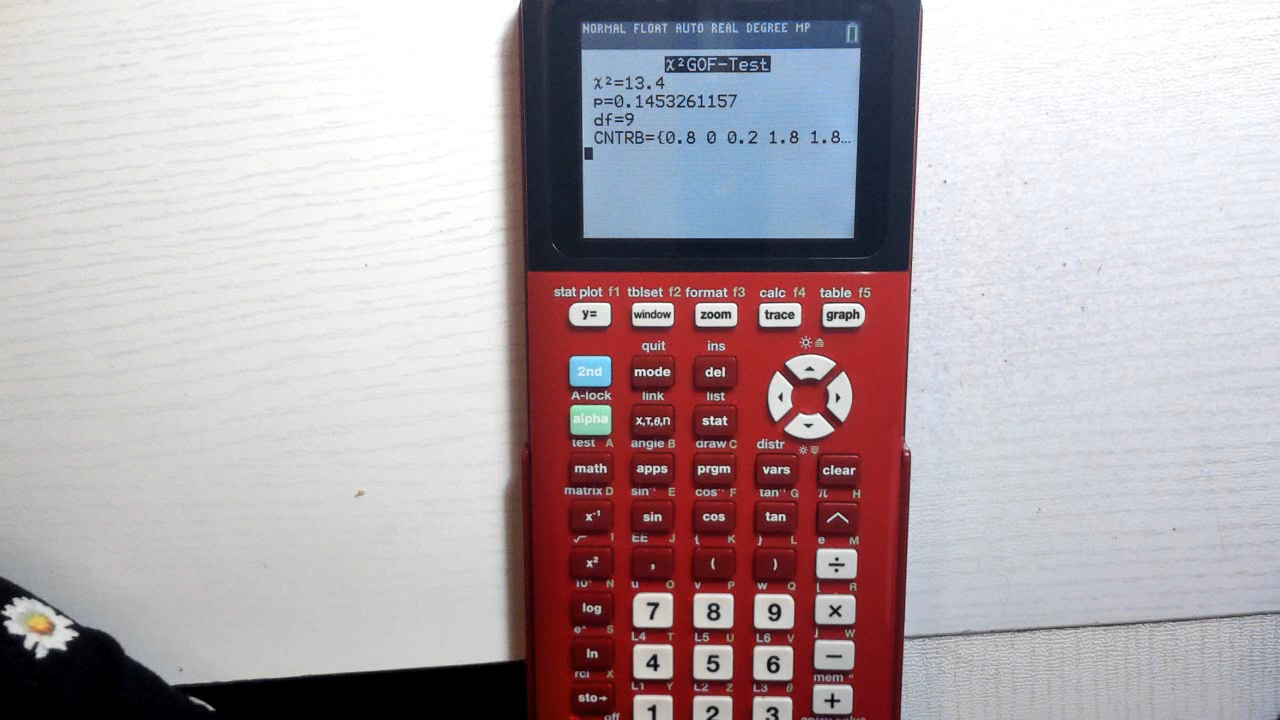 NORMAL FLOAT AUTO REAL DEGREE MP
χ²GOF-Test
χ²=13.4
p=0.1453261157
df=9
CNTRB={0.8 0 0.2 1.8 1.8…
stat plot f1 tblset f2 format f3 calc f4 table f5
y= window zoom trace graph
quit ins
2nd mode del
A-lock link list
alpha X,T,θ,n stat
test A angle B draw C distr
math apps prgm vars clear
matrix D sin⁻¹ E cos⁻¹ F tan⁻¹ G π H
x⁻¹ sin cos tan ^
√ I EE J { K } L e M
x² , ( ) ÷
10ˣ N u O v P w Q [ R
log 7 8 9 ×
eˣ S L4 T L5 U L6 V ] W
ln 4 5 6 −
rcl X L1 Y L2 Z L3 θ mem "
sto→ 1 2 3 +
off